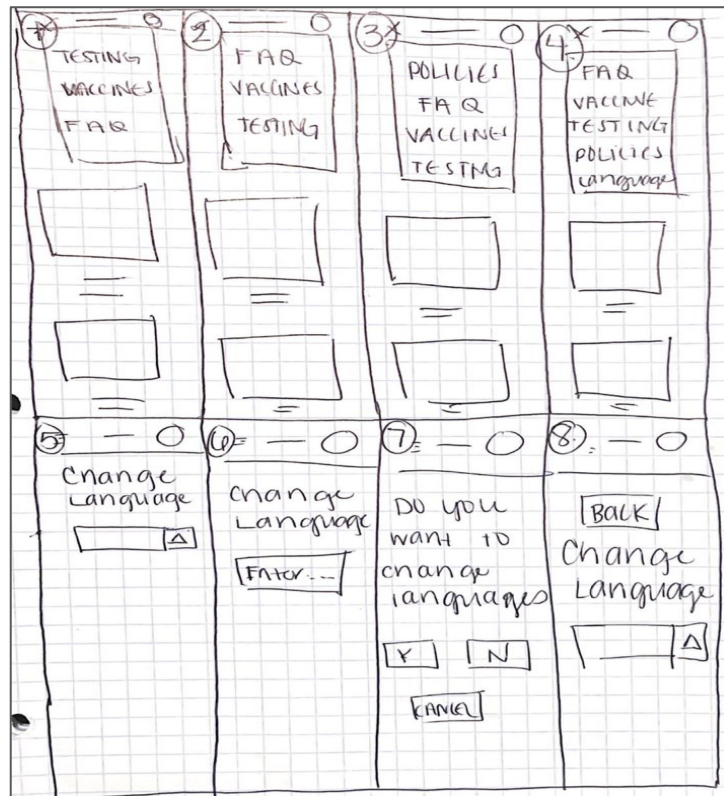 1
TESTING
VACCINES
FAQ
2
FAQ
VACCINES
TESTING
3
POLICIES
FAQ
VACCINES
TESTNG
4
FAQ
VACCINE
TESTING
POLICIES
Language
5
Change
Language
6
Change
Language
Enter...
7
DO YOU
want to
change
languages
Y
N
CANCEL
8
BACK
Change
Language